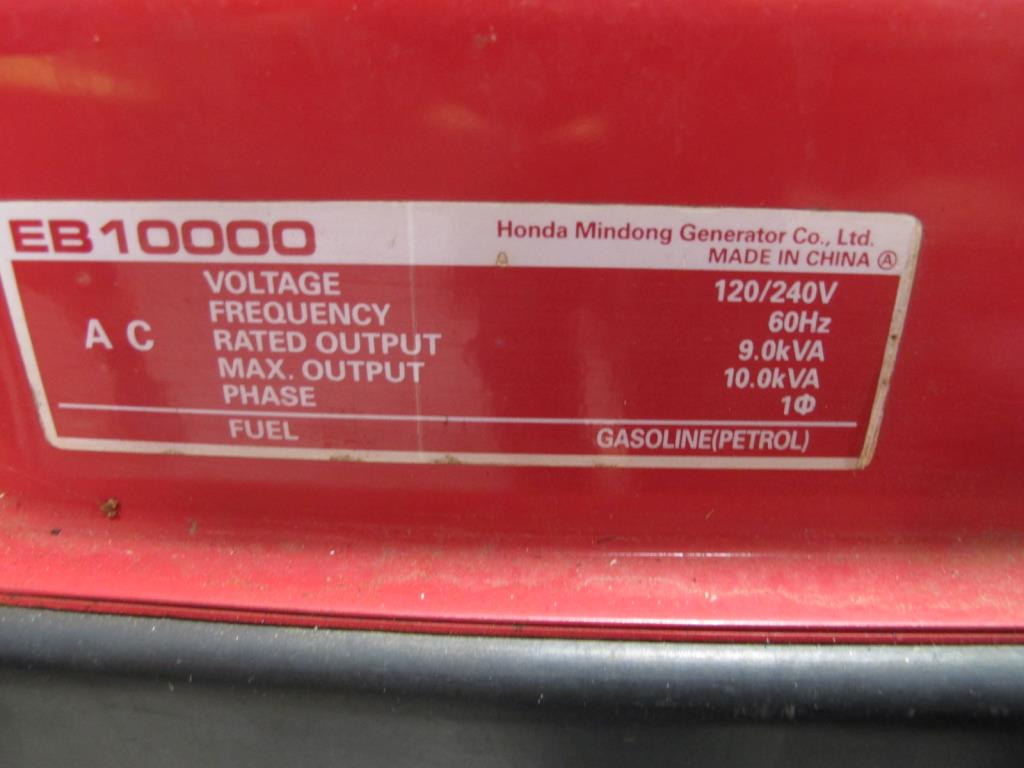 EB10000
Honda Mindong Generator Co., Ltd.
MADE IN CHINA Ⓐ
AC
VOLTAGE 120/240V
FREQUENCY 60Hz
RATED OUTPUT 9.0kVA
MAX. OUTPUT 10.0kVA
PHASE 1Φ
FUEL GASOLINE(PETROL)